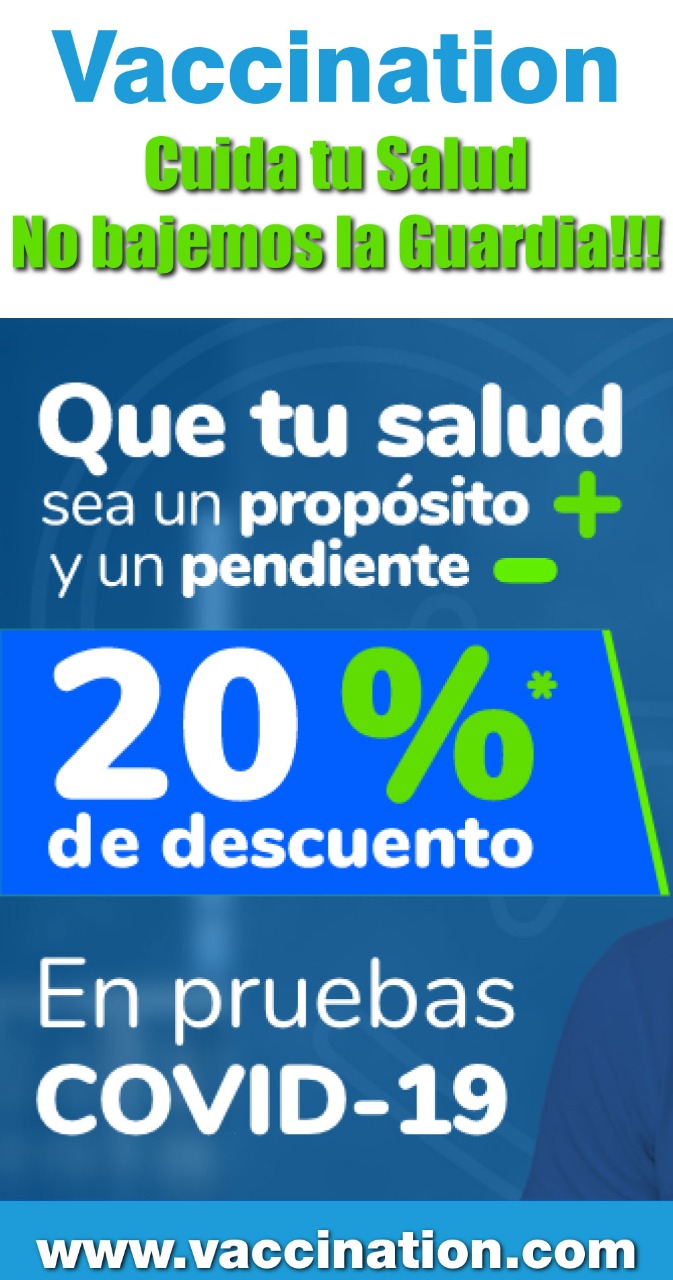 Vaccination
Cuida tu Salud
No bajemos la Guardia!!!
Que tu salud
sea un propósito +
y un pendiente -
20 %*
de descuento
En pruebas
COVID-19
www.vaccination.com